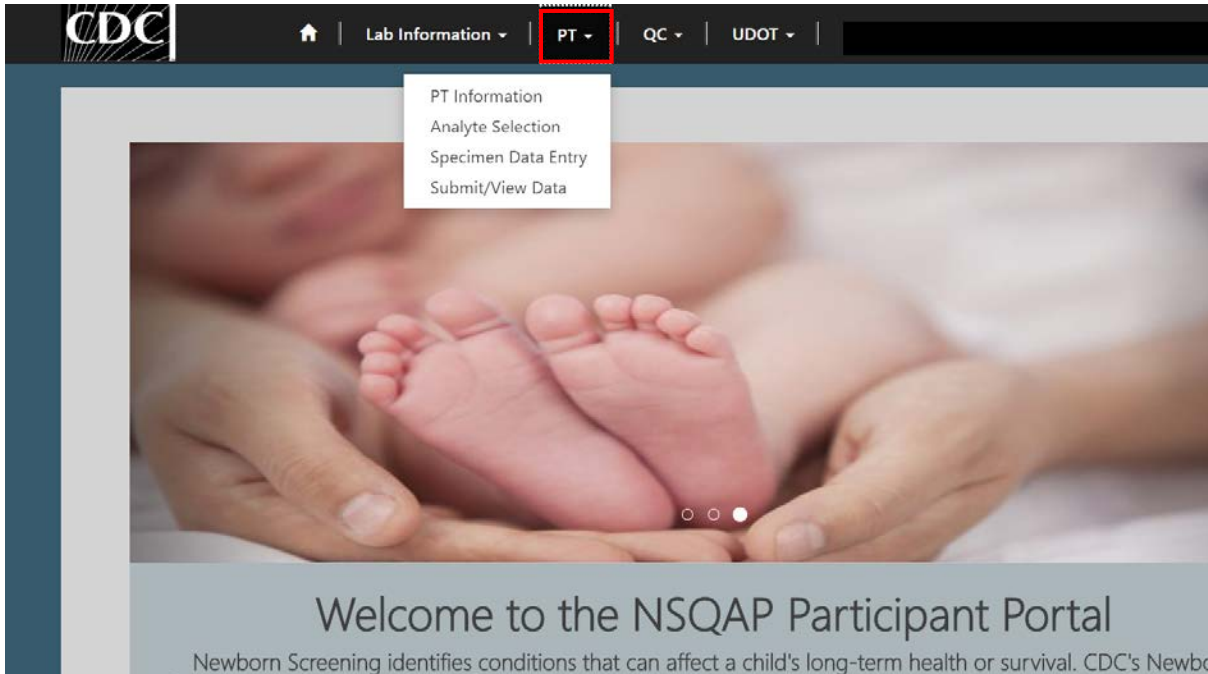 CDC
Lab Information
PT
QC
UDOT
PT Information
Analyte Selection
Specimen Data Entry
Submit/View Data
Welcome to the NSQAP Participant Portal
Newborn Screening identifies conditions that can affect a child's long-term health or survival. CDC's